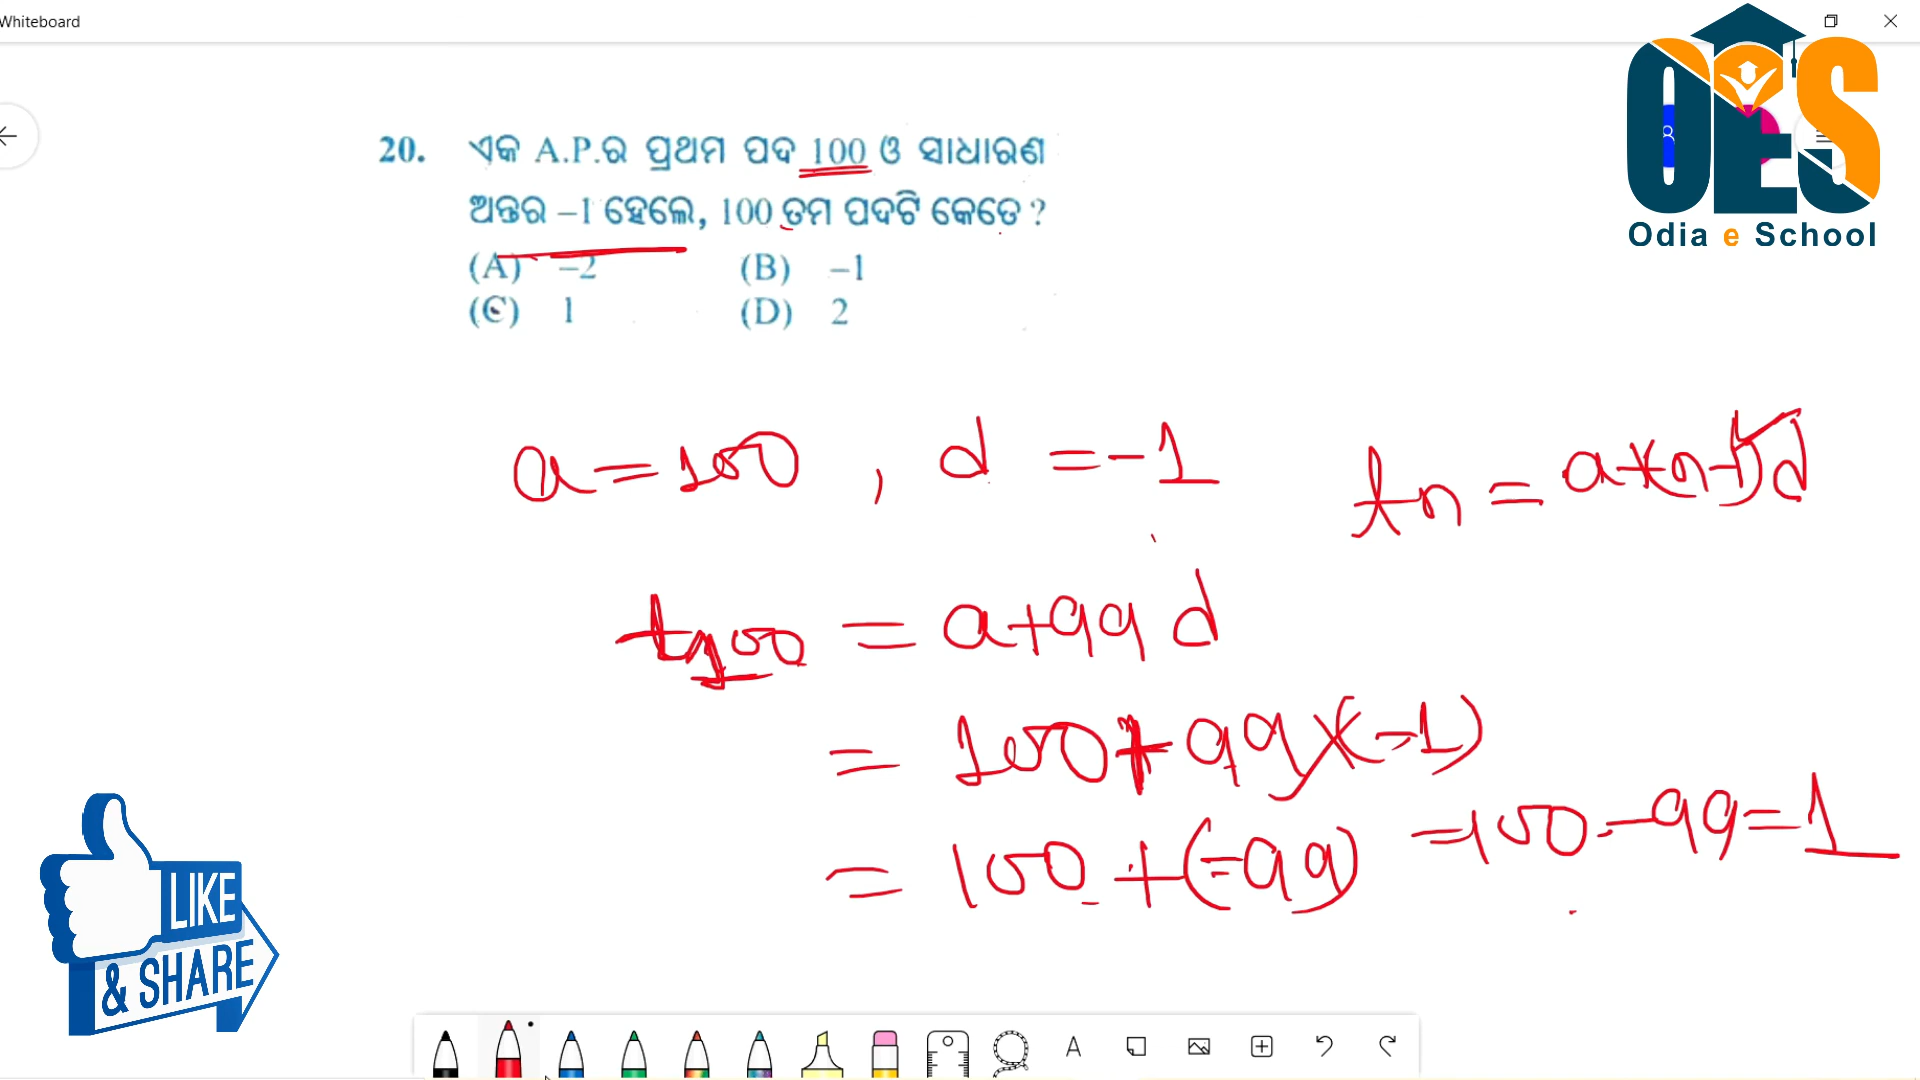 Whiteboard
OES
Odia e School
20. ଏକ A.P.ର ପ୍ରଥମ ପଦ 100 ଓ ସାଧାରଣ
ଅନ୍ତର –1 ହେଲେ, 100 ତମ ପଦଟି କେତେ ?
(A) –2 (B) –1
(C) 1 (D) 2
a = 100 , d = -1 tn = a+(n-1)d
t100 = a+99 d
= 100+ 99×(-1)
= 100 + (-99) = 100 - 99 = 1
LIKE
& SHARE
A